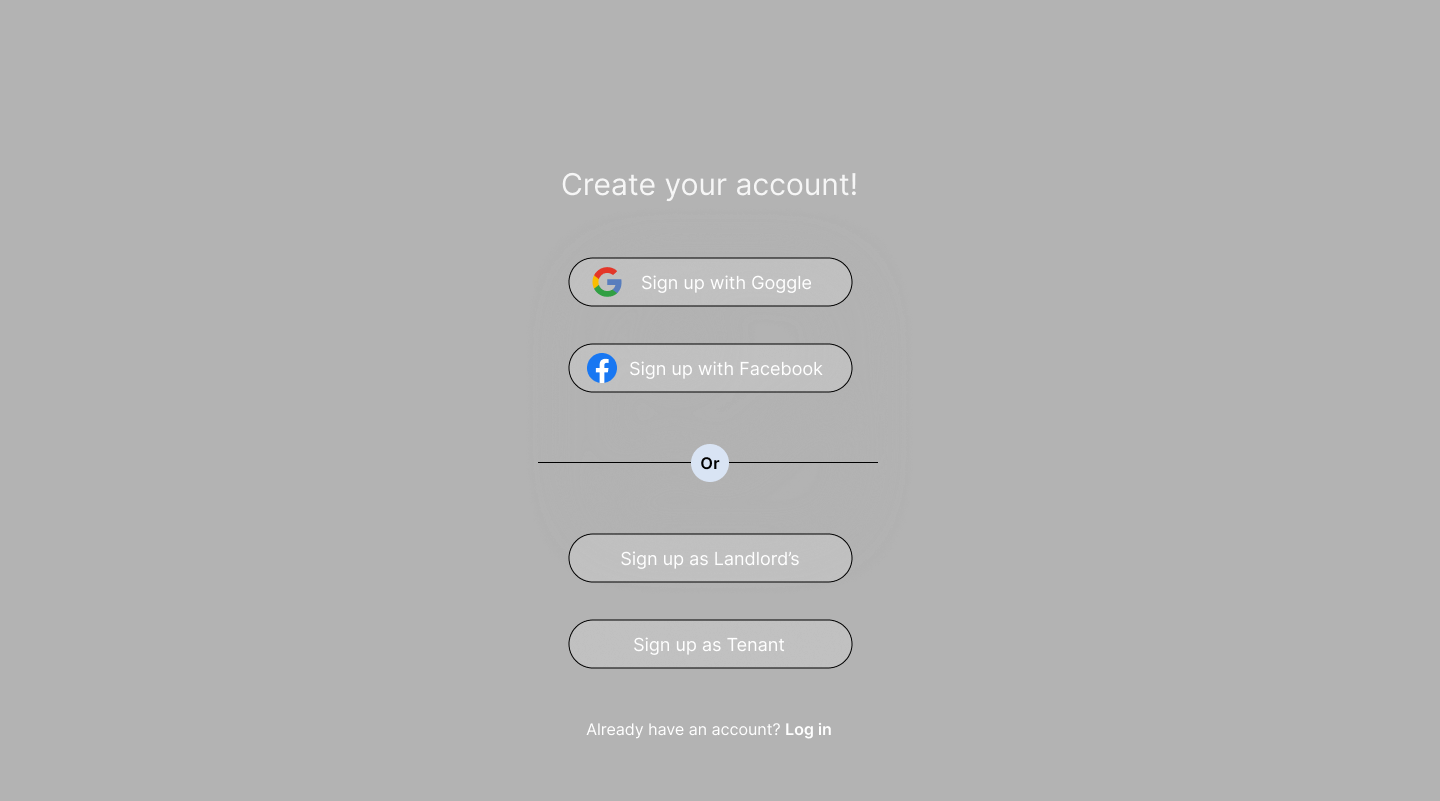 Create your account!
Sign up with Goggle
Sign up with Facebook
Or
Sign up as Landlord’s
Sign up as Tenant
Already have an account? Log in